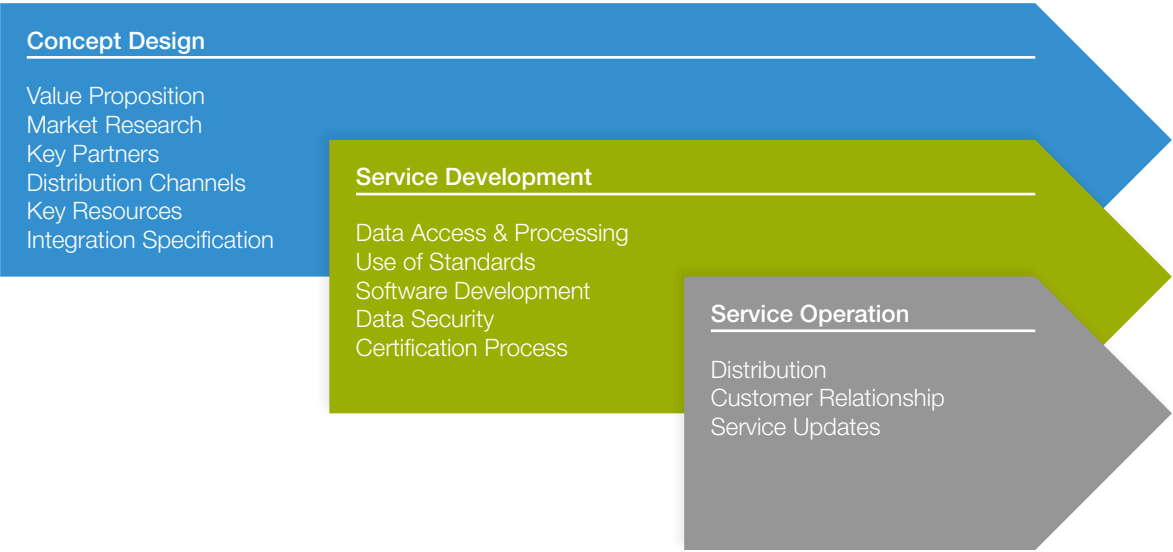 Concept Design
Value Proposition
Market Research
Key Partners
Distribution Channels
Key Resources
Integration Specification
Service Development
Data Access & Processing
Use of Standards
Software Development
Data Security
Certification Process
Service Operation
Distribution
Customer Relationship
Service Updates